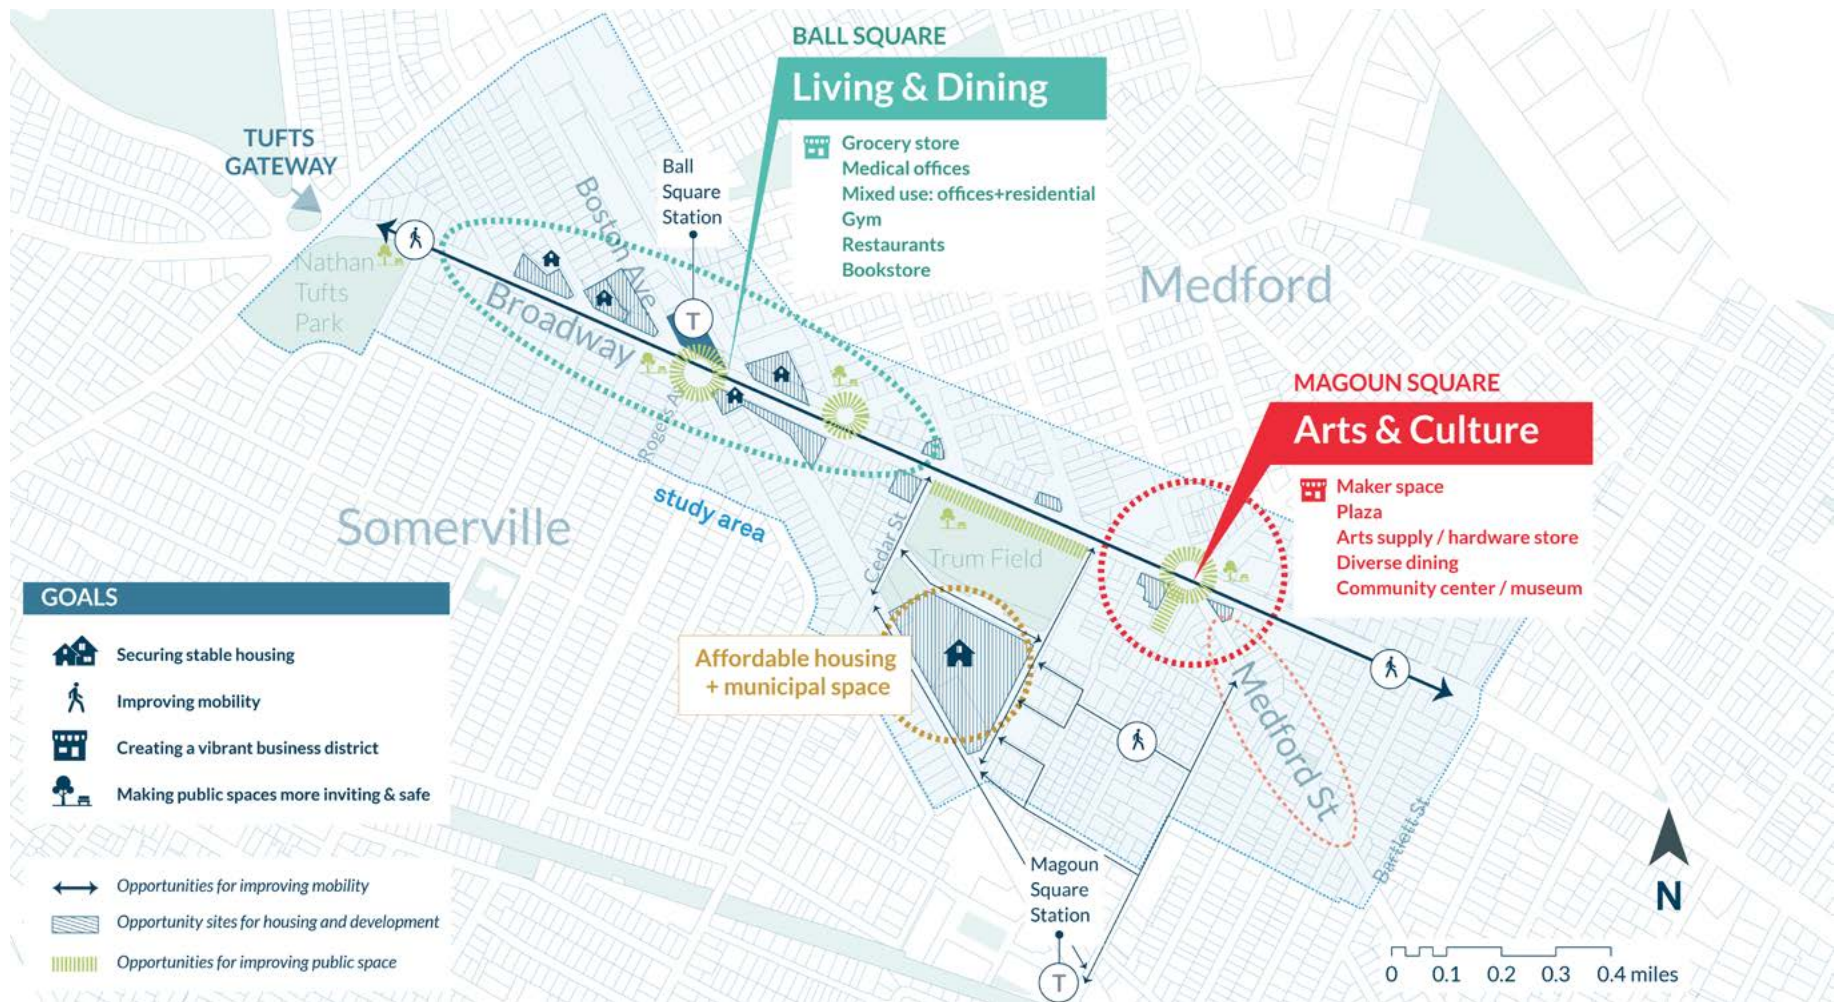 BALL SQUARE
Living & Dining
Grocery store
Medical offices
Mixed use: offices+residential
Gym
Restaurants
Bookstore
TUFTS
GATEWAY
Ball
Square
Station
T
Boston Ave
Nathan
Tufts
Park
Broadway
Medford
Rogers Av
study area
Somerville
MAGOUN SQUARE
Arts & Culture
Maker space
Plaza
Arts supply / hardware store
Diverse dining
Community center / museum
Cedar St
Trum Field
Affordable housing
+ municipal space
Medford St
Bartlett St
Magoun
Square
Station
T
GOALS
Securing stable housing
Improving mobility
Creating a vibrant business district
Making public spaces more inviting & safe
Opportunities for improving mobility
Opportunity sites for housing and development
Opportunities for improving public space
N
0 0.1 0.2 0.3 0.4 miles